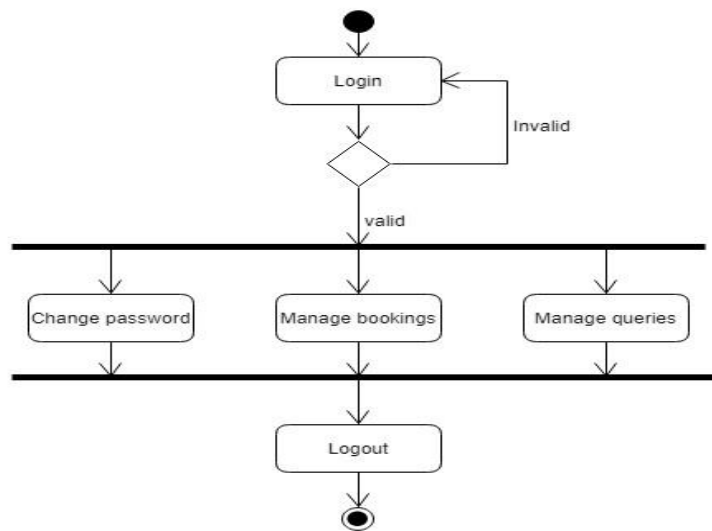 Login
Invalid
valid
Change password
Manage bookings
Manage queries
Logout